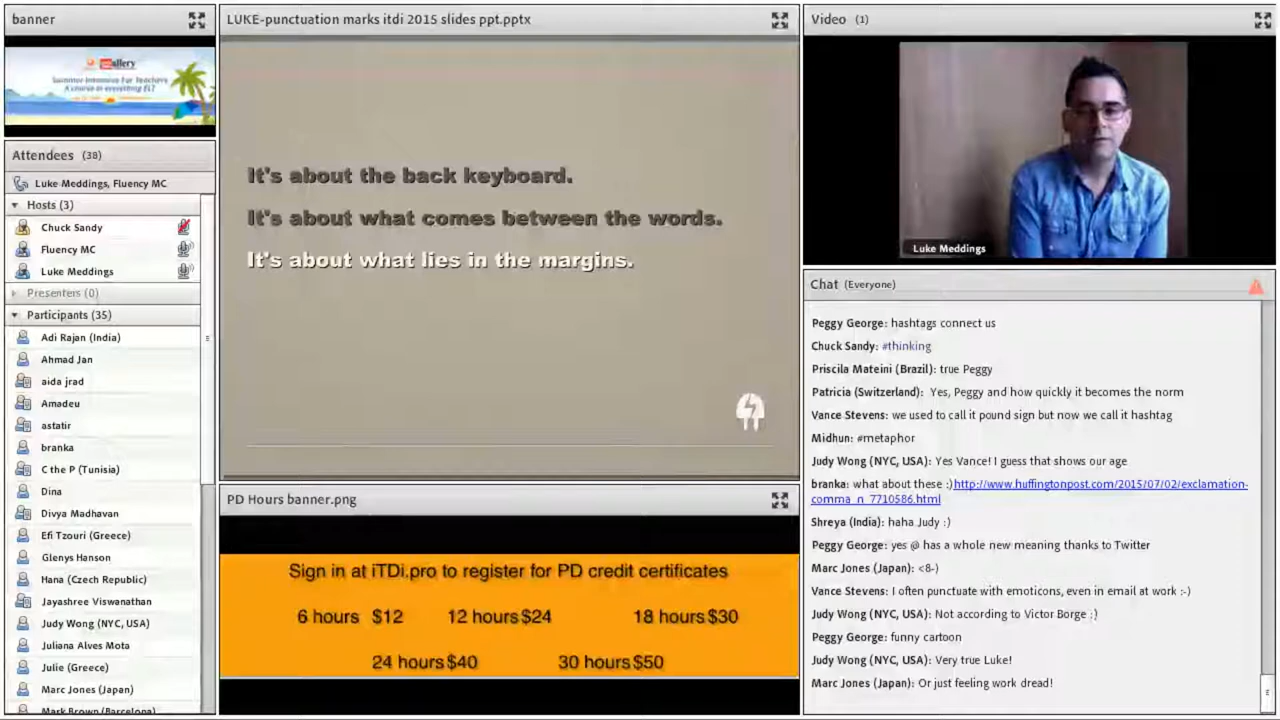 banner
allery
Summer Intensive For Teachers
A course in everything ELT
Attendees (38)
Luke Meddings, Fluency MC
Hosts (3)
Chuck Sandy
Fluency MC
Luke Meddings
Presenters (0)
Participants (35)
Adi Rajan (India)
Ahmad Jan
aida jrad
Amadeu
astatir
branka
C the P (Tunisia)
Dina
Divya Madhavan
Efi Tzouri (Greece)
Glenys Hanson
Hana (Czech Republic)
Jayashree Viswanathan
Judy Wong (NYC, USA)
Juliana Alves Mota
Julie (Greece)
Marc Jones (Japan)
Mark Brown (Barcelona)
LUKE-punctuation marks itdi 2015 slides ppt.pptx
It's about the back keyboard.
It's about what comes between the words.
It's about what lies in the margins.
PD Hours banner.png
Sign in at iTDi.pro to register for PD credit certificates
6 hours $12 12 hours $24 18 hours $30
24 hours $40 30 hours $50
Video (1)
Luke Meddings
Chat (Everyone)
Peggy George: hashtags connect us
Chuck Sandy: #thinking
Priscila Mateini (Brazil): true Peggy
Patricia (Switzerland): Yes, Peggy and how quickly it becomes the norm
Vance Stevens: we used to call it pound sign but now we call it hashtag
Midhun: #metaphor
Judy Wong (NYC, USA): Yes Vance! I guess that shows our age
branka: what about these :)http://www.huffingtonpost.com/2015/07/02/exclamation-
comma_n_7710586.html
Shreya (India): haha Judy :)
Peggy George: yes @ has a whole new meaning thanks to Twitter
Marc Jones (Japan): <8-)
Vance Stevens: I often punctuate with emoticons, even in email at work :-)
Judy Wong (NYC, USA): Not according to Victor Borge :)
Peggy George: funny cartoon
Judy Wong (NYC, USA): Very true Luke!
Marc Jones (Japan): Or just feeling work dread!